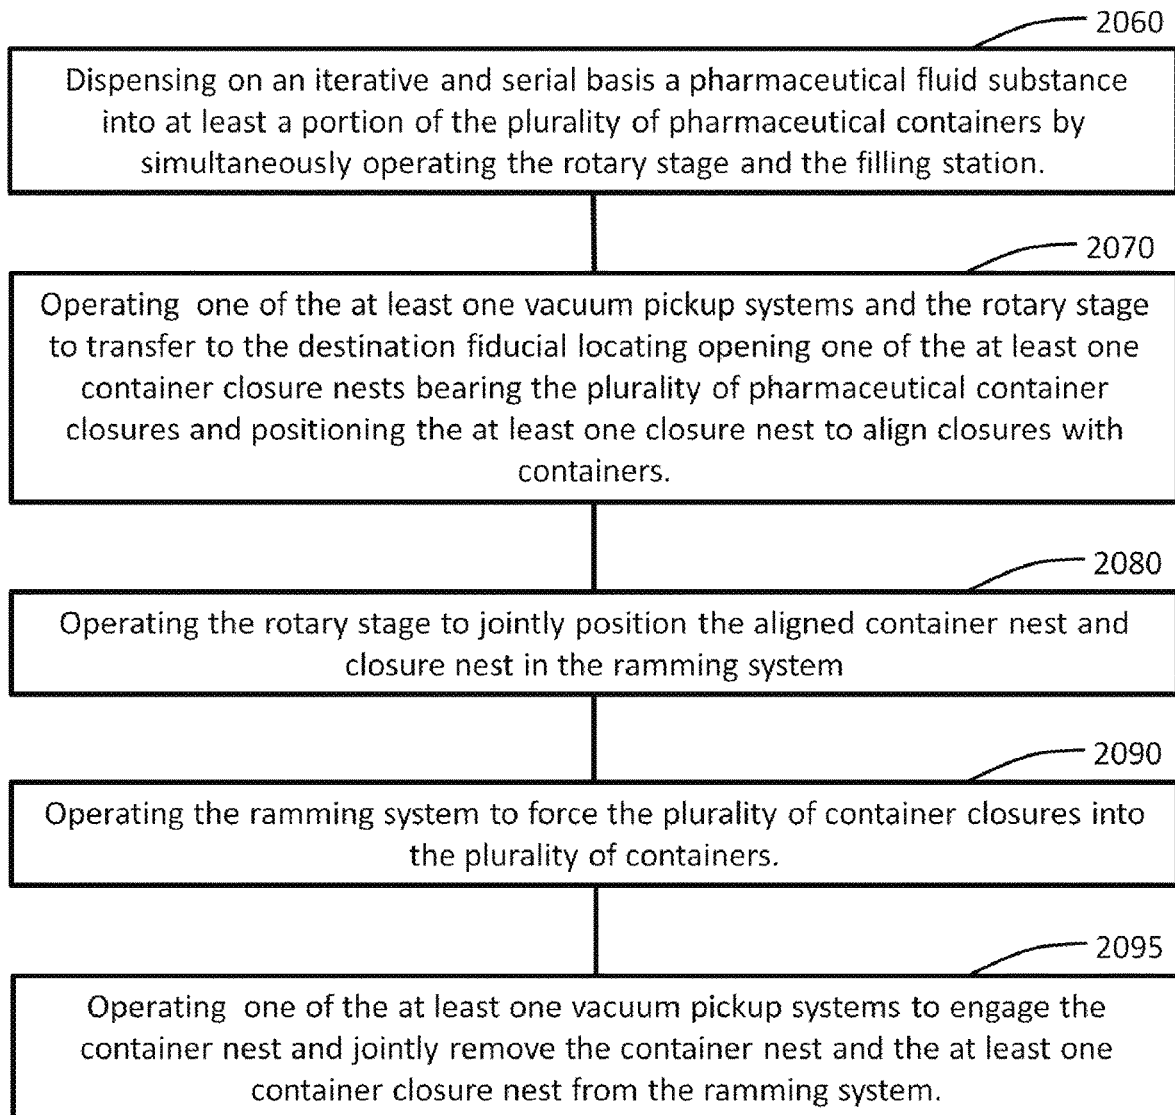 2060
Dispensing on an iterative and serial basis a pharmaceutical fluid substance
into at least a portion of the plurality of pharmaceutical containers by
simultaneously operating the rotary stage and the filling station.
2070
Operating one of the at least one vacuum pickup systems and the rotary stage
to transfer to the destination fiducial locating opening one of the at least one
container closure nests bearing the plurality of pharmaceutical container
closures and positioning the at least one closure nest to align closures with
containers.
2080
Operating the rotary stage to jointly position the aligned container nest and
closure nest in the ramming system
2090
Operating the ramming system to force the plurality of container closures into
the plurality of containers.
2095
Operating one of the at least one vacuum pickup systems to engage the
container nest and jointly remove the container nest and the at least one
container closure nest from the ramming system.